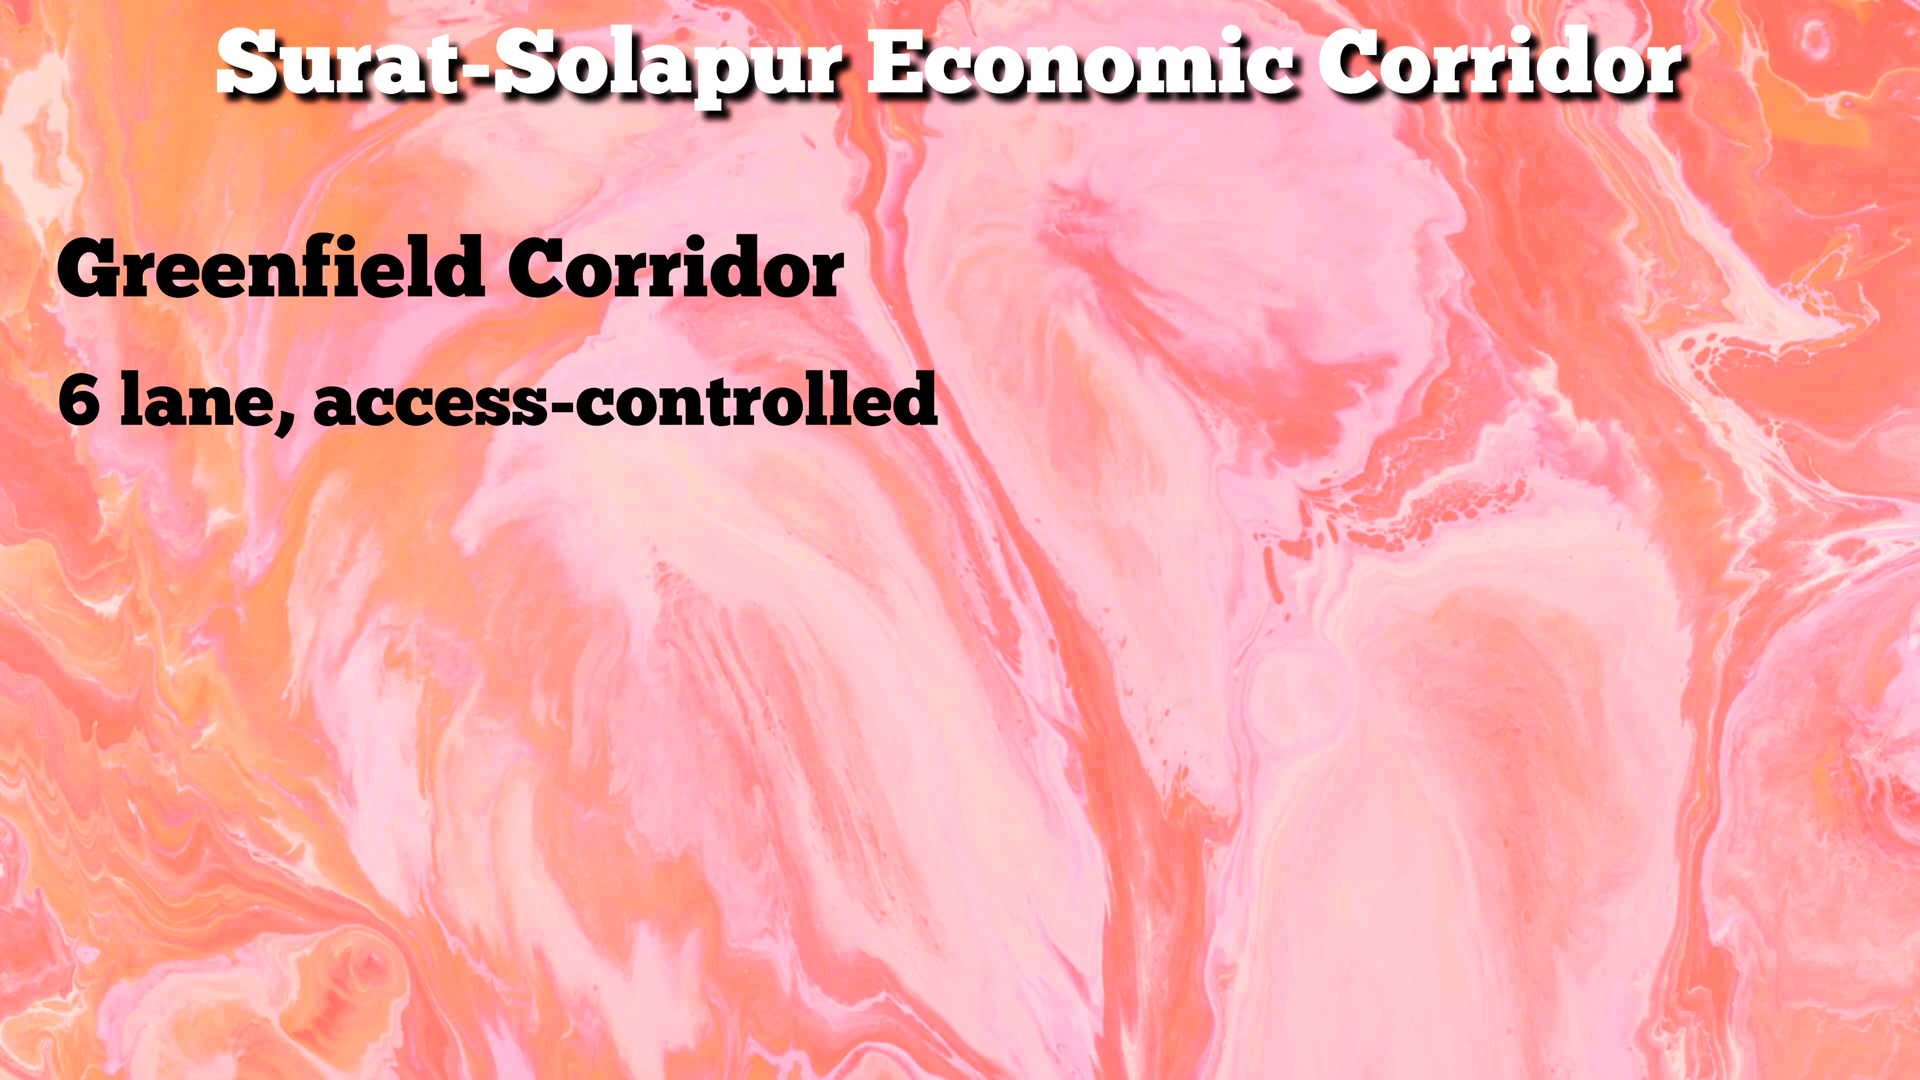 Surat-Solapur Economic Corridor
Greenfield Corridor
6 lane, access-controlled